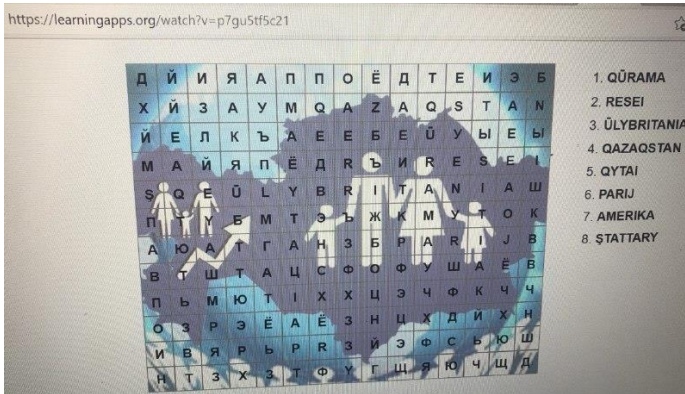 https://learningapps.org/watch?v=p7gu5tf5c21
Д Й И Я А П П О Ё Д Т Е И Э Б
Х Й З А У М Q A Z A Q S T A N
Й Е Л К Ъ А Е Е Б Е Ū У Ы Е Ы
М А Й Я П Ё Д R Ъ И R E S E I
Ş Q Е Ū L Y B R I T A N I A Ш
П Т Y Б М Т Э Ъ Ж К М У Т О К
А Ю А Т Г А Н З Б P A R I J В
В Т Ш Т А Ц С Ф О Ф У Ш А Ё В
П Ь М Ю Т I Х Х Ц Э Ч Ф К Ч Ч
О З Р Э Ё А Ё З Н Ц Х Д Й Х Н
И В Я Р Ь Р R З Й Э Ф С Ь Ю Ш
Н Т З Х З Т Ф Y Г Щ Я Ю Ч Щ Д
1. QŪRAMA
2. RESEI
3. ŪLYBRITANIA
4. QAZAQSTAN
5. QYTAI
6. PARIJ
7. AMERIKA
8. ŞTATTARY